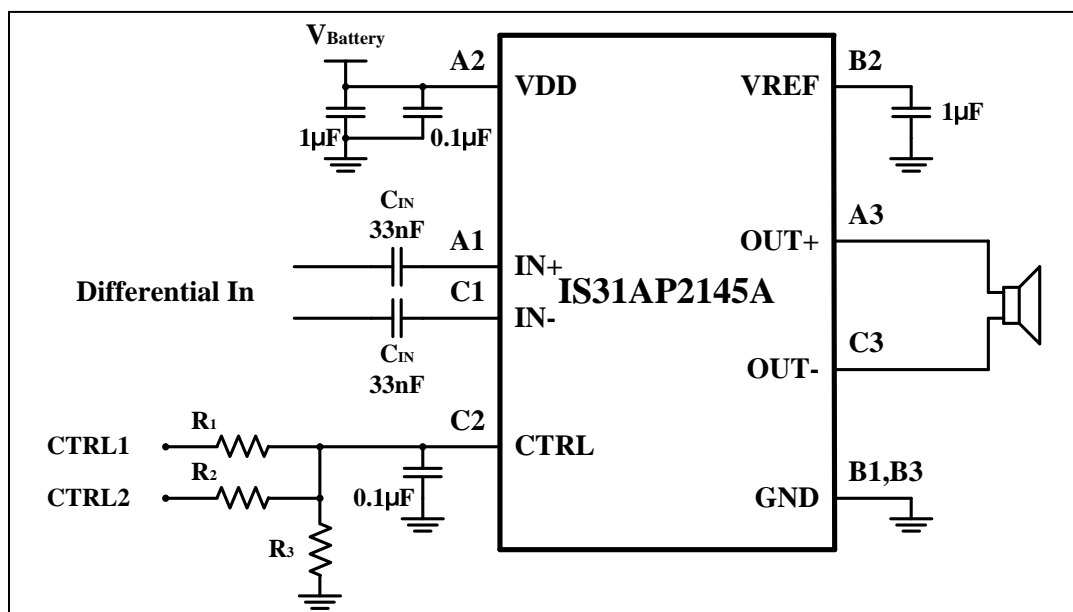 VBattery
A2
VDD
1µF
0.1µF
VREF
B2
1µF
CIN
33nF
A1
IN+
Differential In
C1
IN-
CIN
33nF
IS31AP2145A
A3
OUT+
C3
OUT-
CTRL1
R1
C2
CTRL
CTRL2
R2
0.1µF
R3
B1,B3
GND